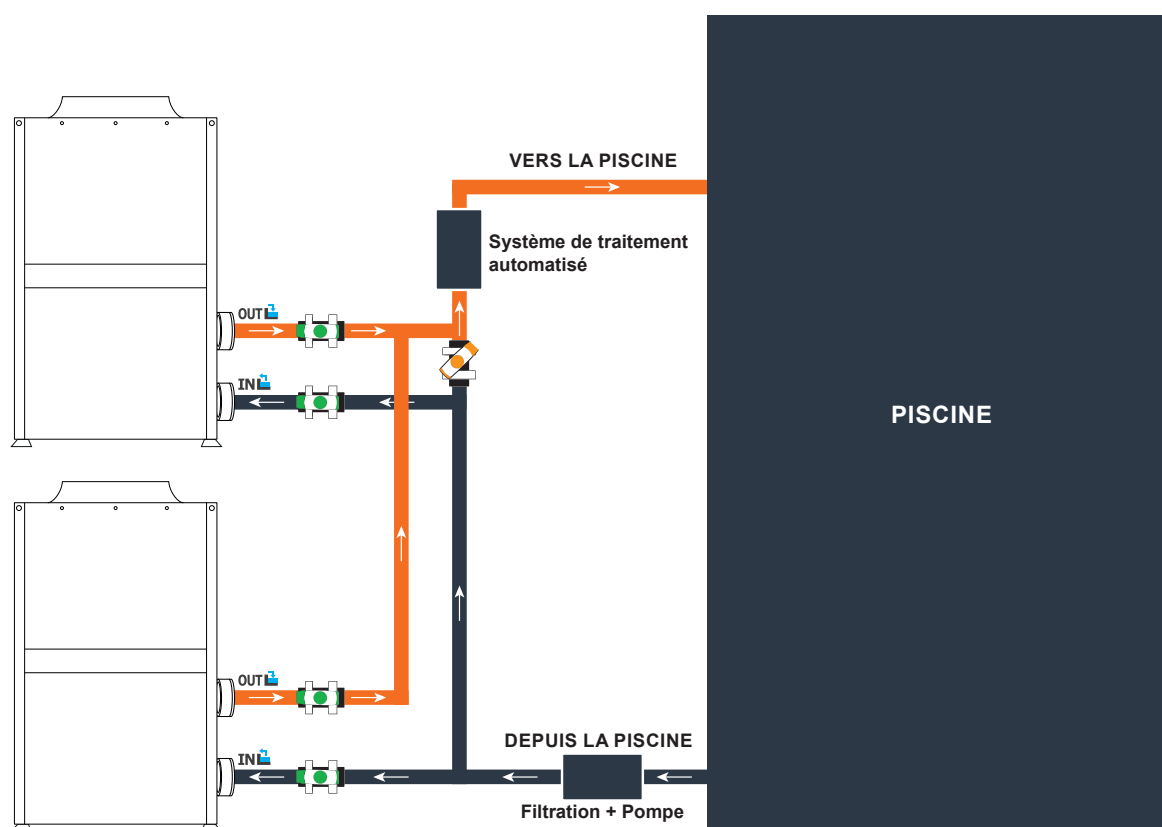 VERS LA PISCINE
Système de traitement
automatisé
OUT
IN
PISCINE
OUT
DEPUIS LA PISCINE
IN
Filtration + Pompe